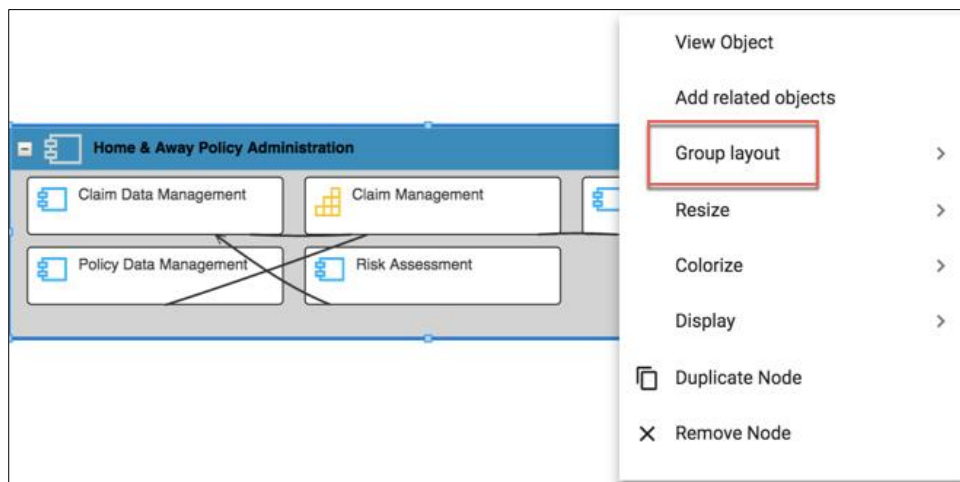 Home & Away Policy Administration
Claim Data Management
Claim Management
Policy Data Management
Risk Assessment
View Object
Add related objects
Group layout
Resize
Colorize
Display
Duplicate Node
Remove Node